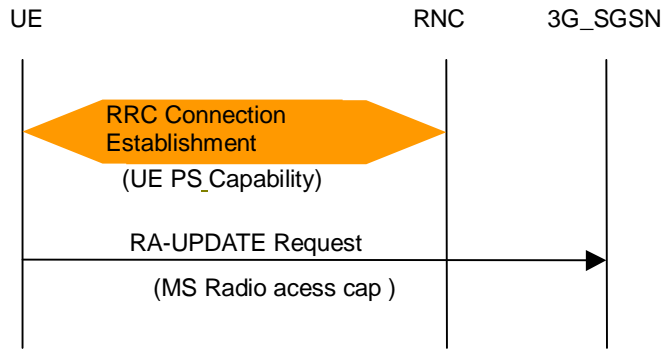 UE RNC 3G_SGSN
RRC Connection
Establishment
(UE PS Capability)
RA-UPDATE Request
(MS Radio acess cap )